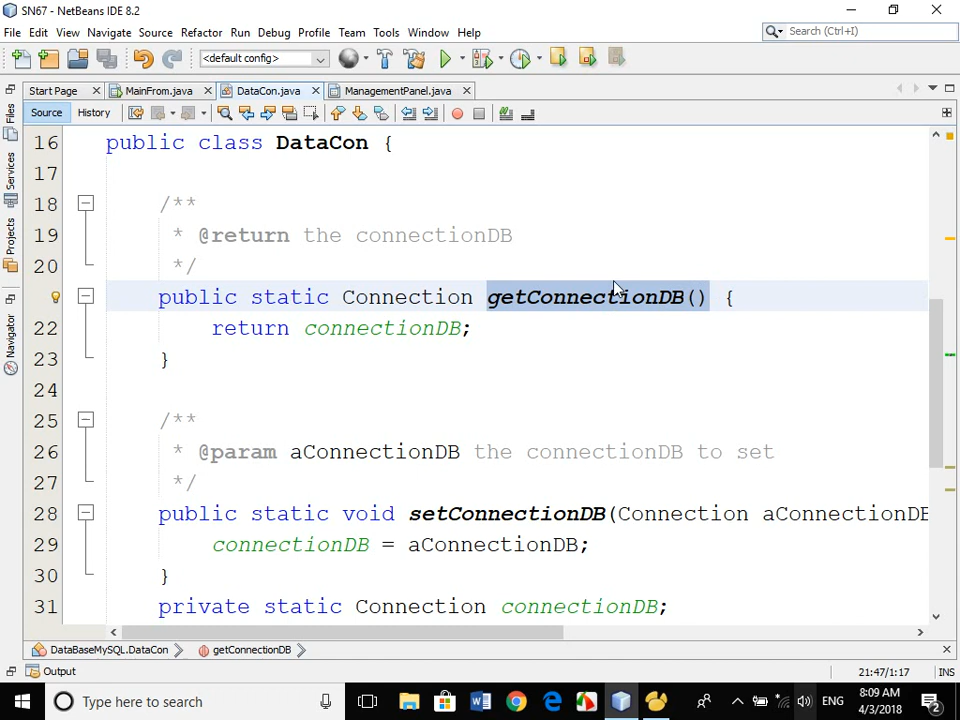 SN67 - NetBeans IDE 8.2
File Edit View Navigate Source Refactor Run Debug Profile Team Tools Window Help
<default config>
Search (Ctrl+I)
Start Page MainFrom.java DataCon.java ManagementPanel.java
Source History
Files
Services
Projects
Navigator
16 public class DataCon {
17
18 /**
19 * @return the connectionDB
20 */
public static Connection getConnectionDB() {
22 return connectionDB;
23 }
24
25 /**
26 * @param aConnectionDB the connectionDB to set
27 */
28 public static void setConnectionDB(Connection aConnectionDB
29 connectionDB = aConnectionDB;
30 }
31 private static Connection connectionDB;
DataBaseMySQL.DataCon getConnectionDB
Output
21:47/1:17 INS
Type here to search
ENG
8:09 AM
4/3/2018
2